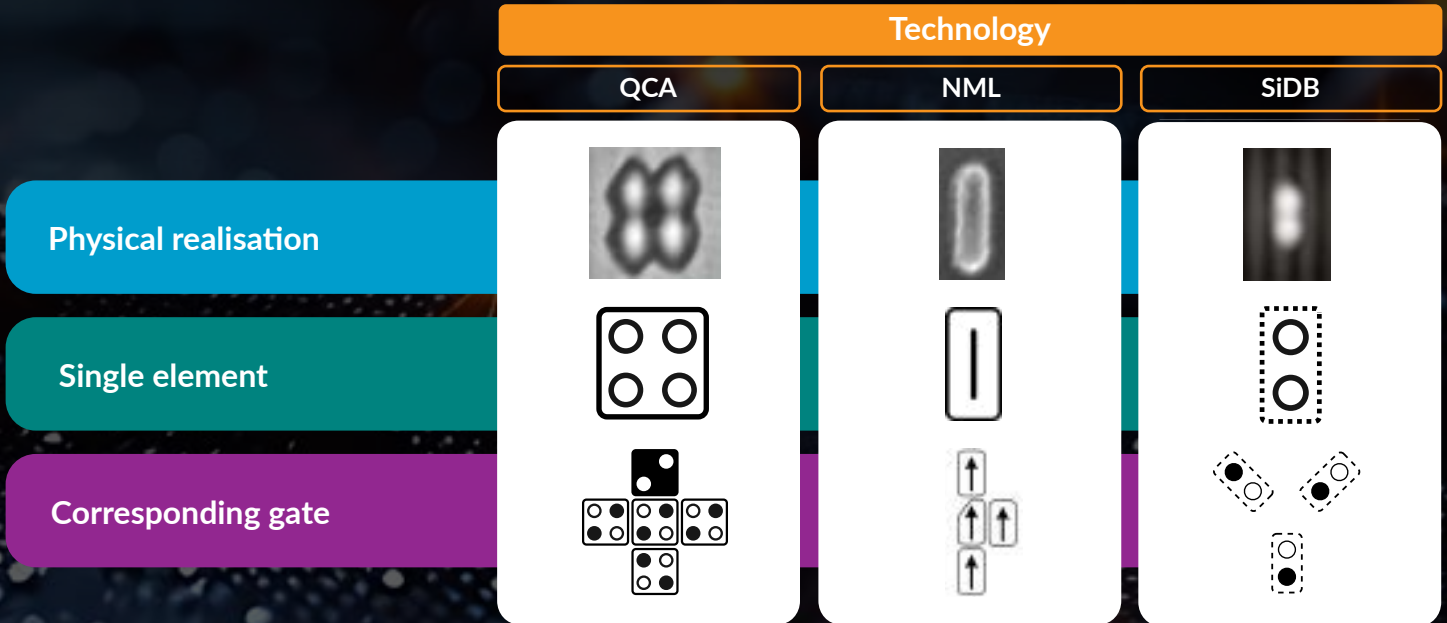 Technology
QCA
NML
SiDB
Physical realisation
Single element
Corresponding gate